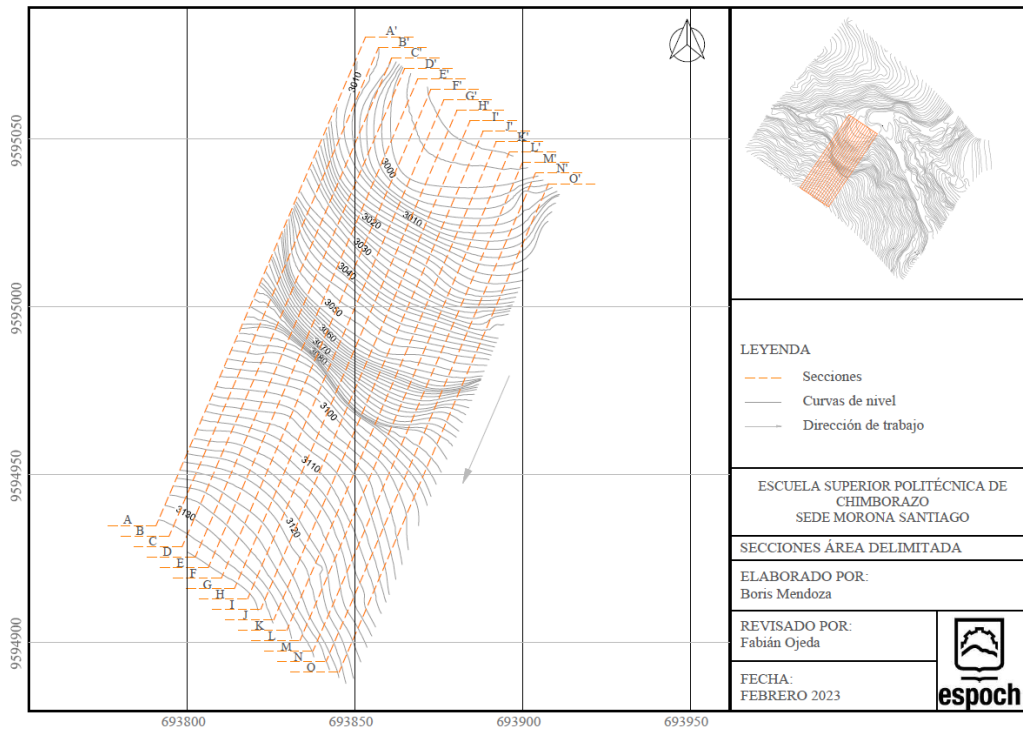 A'
B'
C'
D'
E'
F'
G'
H'
I'
J'
K'
L'
M'
N'
O'
3010
3000
3010
3020
3030
3040
3050
3060
3070
3080
3100
3110
3120
3180
A
B
C
D
E
F
G
H
I
J
K
L
M
N
O
9595050
9595000
9594950
9594900
693800
693850
693900
693950
LEYENDA
Secciones
Curvas de nivel
Dirección de trabajo
ESCUELA SUPERIOR POLITÉCNICA DE
CHIMBORAZO
SEDE MORONA SANTIAGO
SECCIONES ÁREA DELIMITADA
ELABORADO POR:
Boris Mendoza
REVISADO POR:
Fabián Ojeda
FECHA:
FEBRERO 2023
espoch